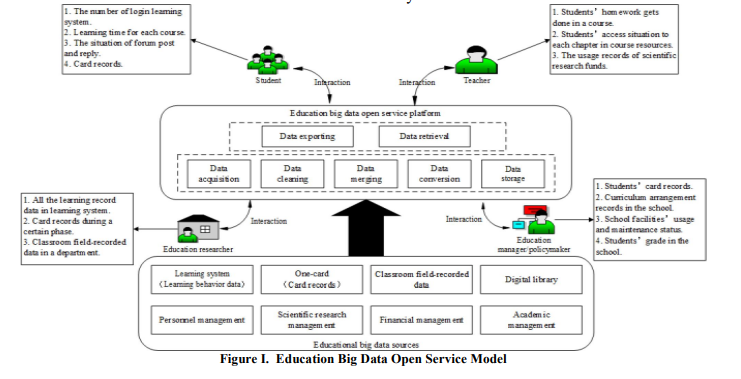 1. The number of login learning
system.
2. Learning time for each course.
3. The situation of forum post
and reply.
4. Card records.
1. Students' homework gets
done in a course.
2. Students' access situation to
each chapter in course resources.
3. The usage records of scientific
research funds.
Student
Interaction
Interaction
Teacher
Education big data open service platform
Data exporting
Data retrieval
Data
acquisition
Data
cleaning
Data
merging
Data
conversion
Data
storage
1. All the learning record
data in learning system.
2. Card records during a
certain phase.
3. Classroom field-recorded
data in a department.
Interaction
Education researcher
Interaction
Education
manager/policymaker
1. Students' card records.
2. Curriculum arrangement
records in the school.
3. School facilities' usage
and maintenance status.
4. Students' grade in the
school.
Learning system
(Learning behavior data)
One-card
(Card records)
Classroom field-recorded
data
Digital library
Personnel management
Scientific research
management
Financial management
Academic
management
Educational big data sources
Figure I. Education Big Data Open Service Model